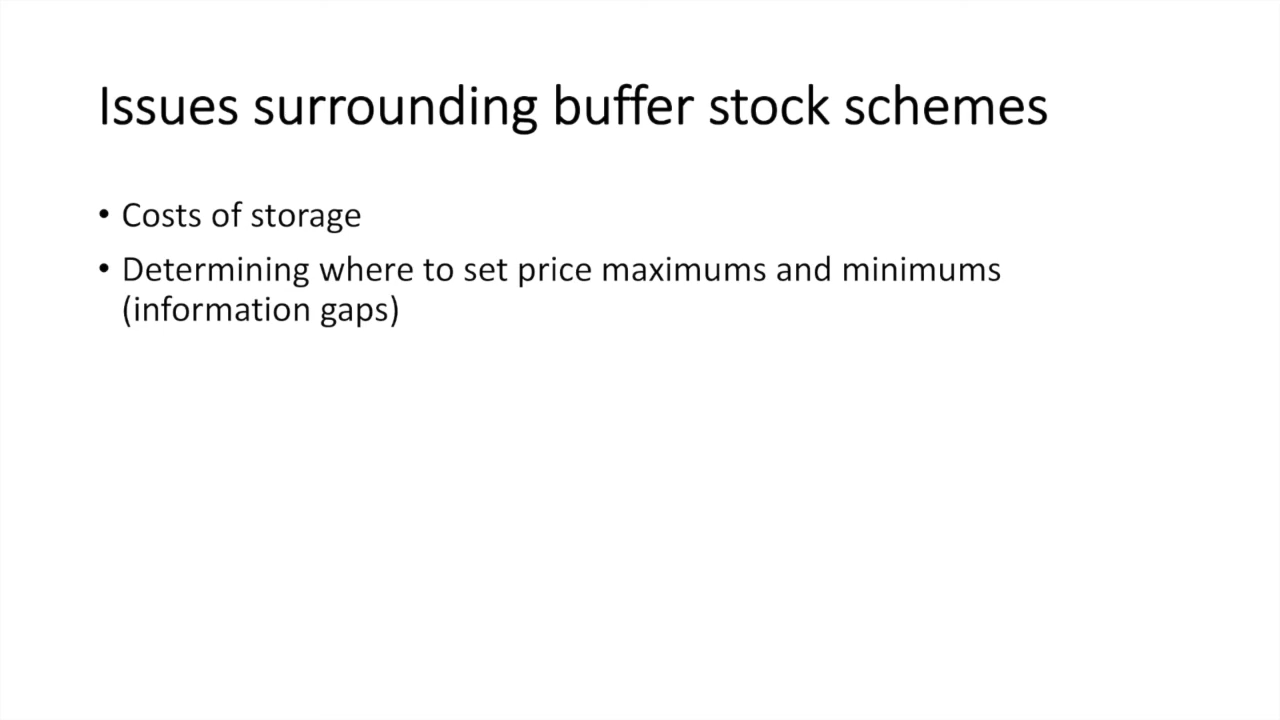 Issues surrounding buffer stock schemes
• Costs of storage
• Determining where to set price maximums and minimums
(information gaps)